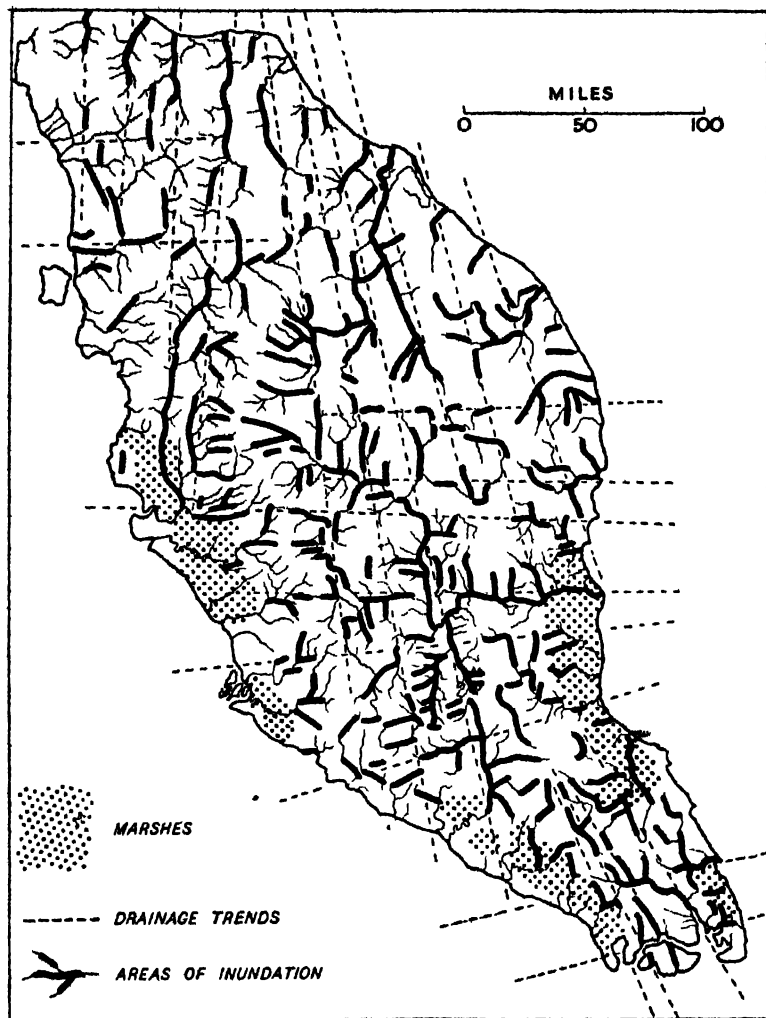 MILES
0 50 100
MARSHES
DRAINAGE TRENDS
AREAS OF INUNDATION